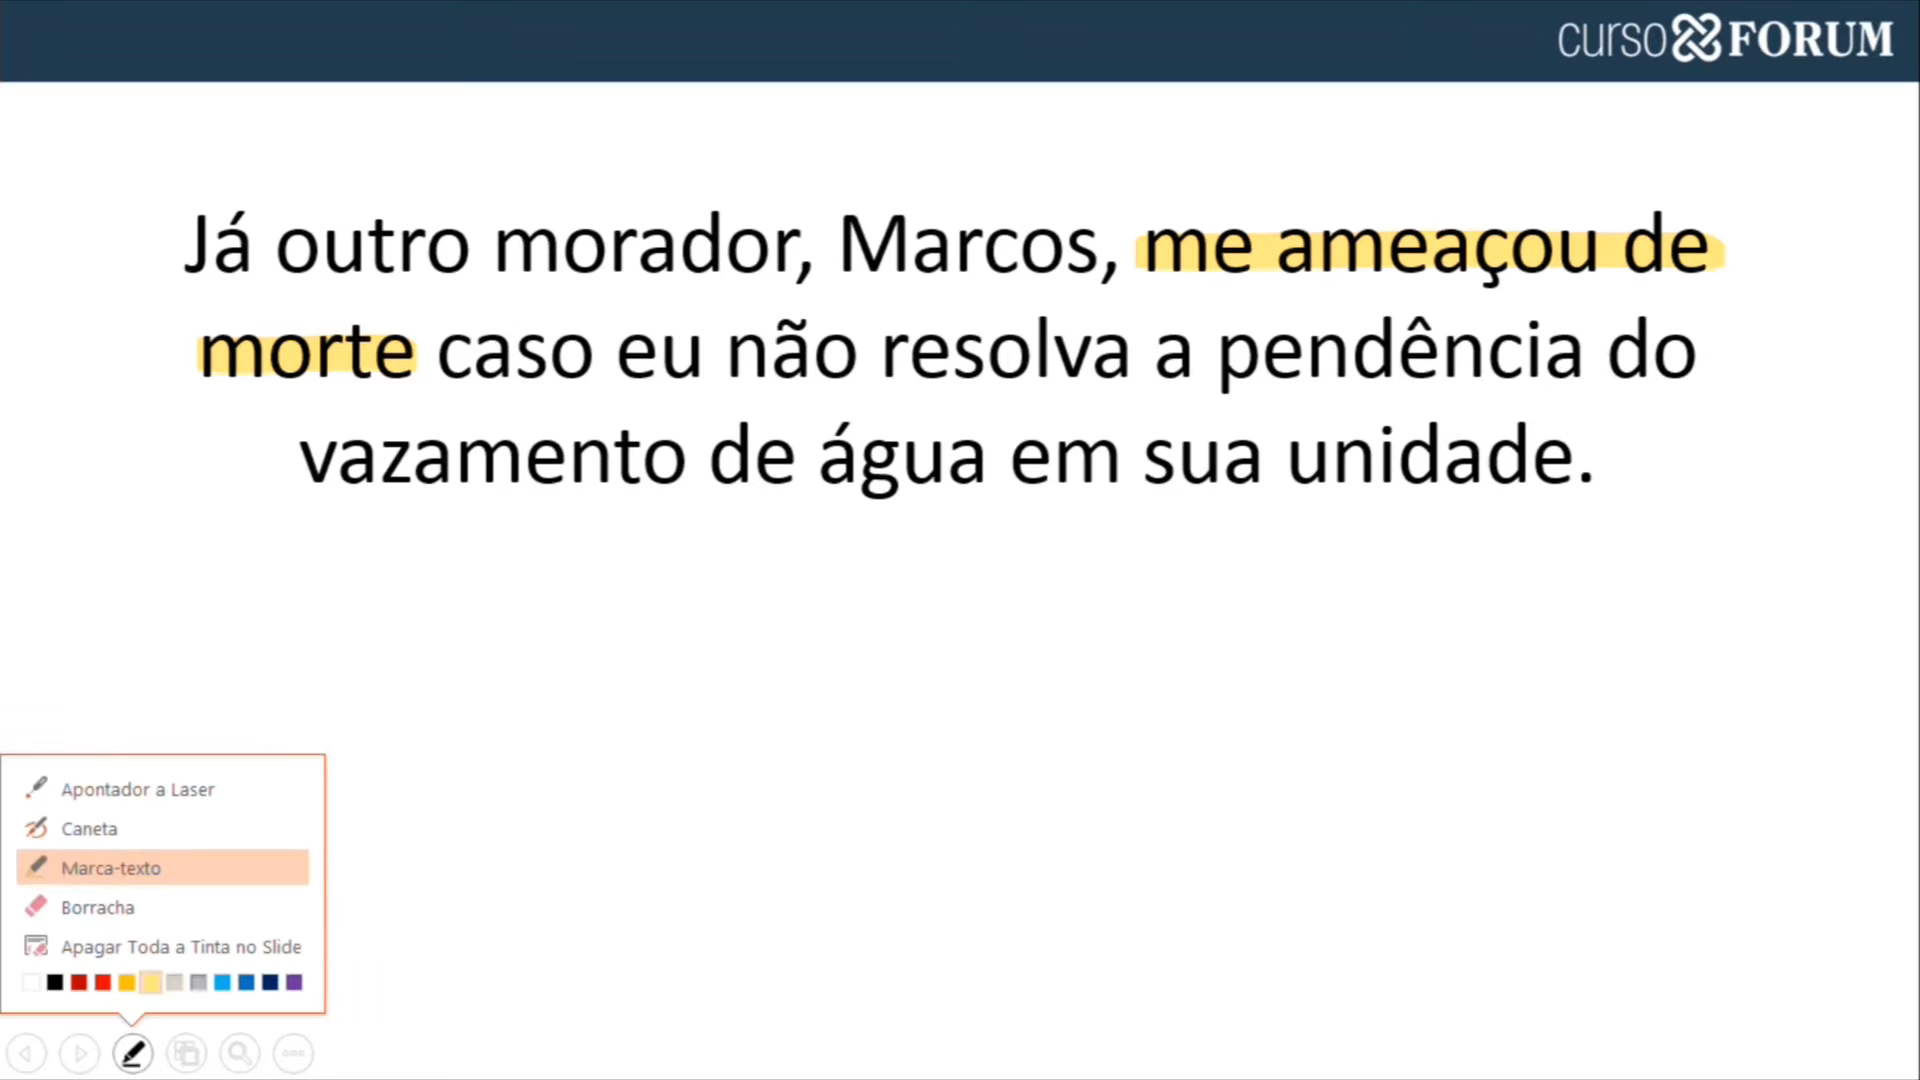 curso FORUM
Já outro morador, Marcos, me ameaçou de
morte caso eu não resolva a pendência do
vazamento de água em sua unidade.
Apontador a Laser
Caneta
Marca-texto
Borracha
Apagar Toda a Tinta no Slide